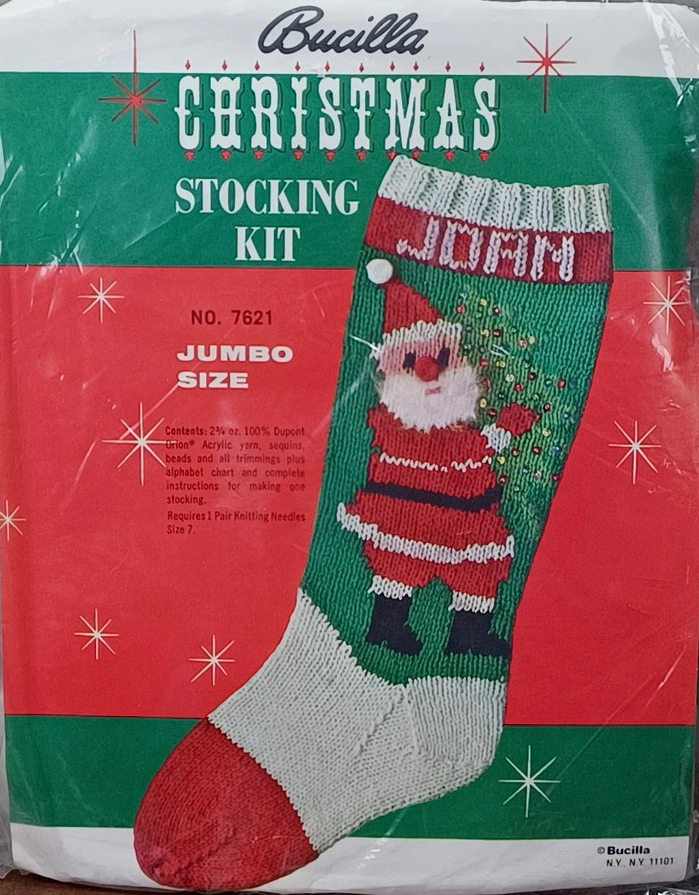 Bucilla
CHRISTMAS
STOCKING
KIT
JOAN
NO. 7621
JUMBO
SIZE
Contents: 2¾ oz. 100% Dupont
Orlon® Acrylic yarn, sequins,
beads and all trimmings plus
alphabet chart and complete
instructions for making one
stocking.
Requires 1 Pair Knitting Needles
Size 7.
© Bucilla
N.Y., N.Y. 11101